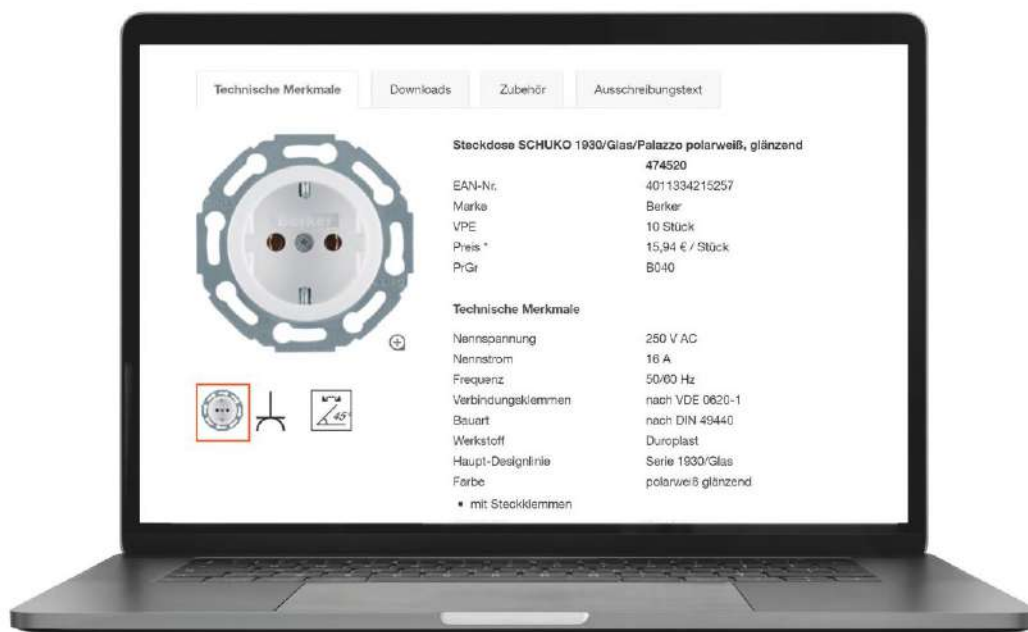 Technische Merkmale Downloads Zubehör Ausschreibungstext
Steckdose SCHUKO 1930/Glas/Palazzo polarweiß, glänzend
474520
EAN-Nr. 4011334215257
Marke Berker
VPE 10 Stück
Preis * 15,94 € / Stück
PrGr B040
Berker
Technische Merkmale
Nennspannung 250 V AC
Nennstrom 16 A
Frequenz 50/60 Hz
Verbindungsklemmen nach VDE 0620-1
Bauart nach DIN 49440
Werkstoff Duroplast
Haupt-Designlinie Serie 1930/Glas
Farbe polarweiß glänzend
• mit Steckklemmen
45°